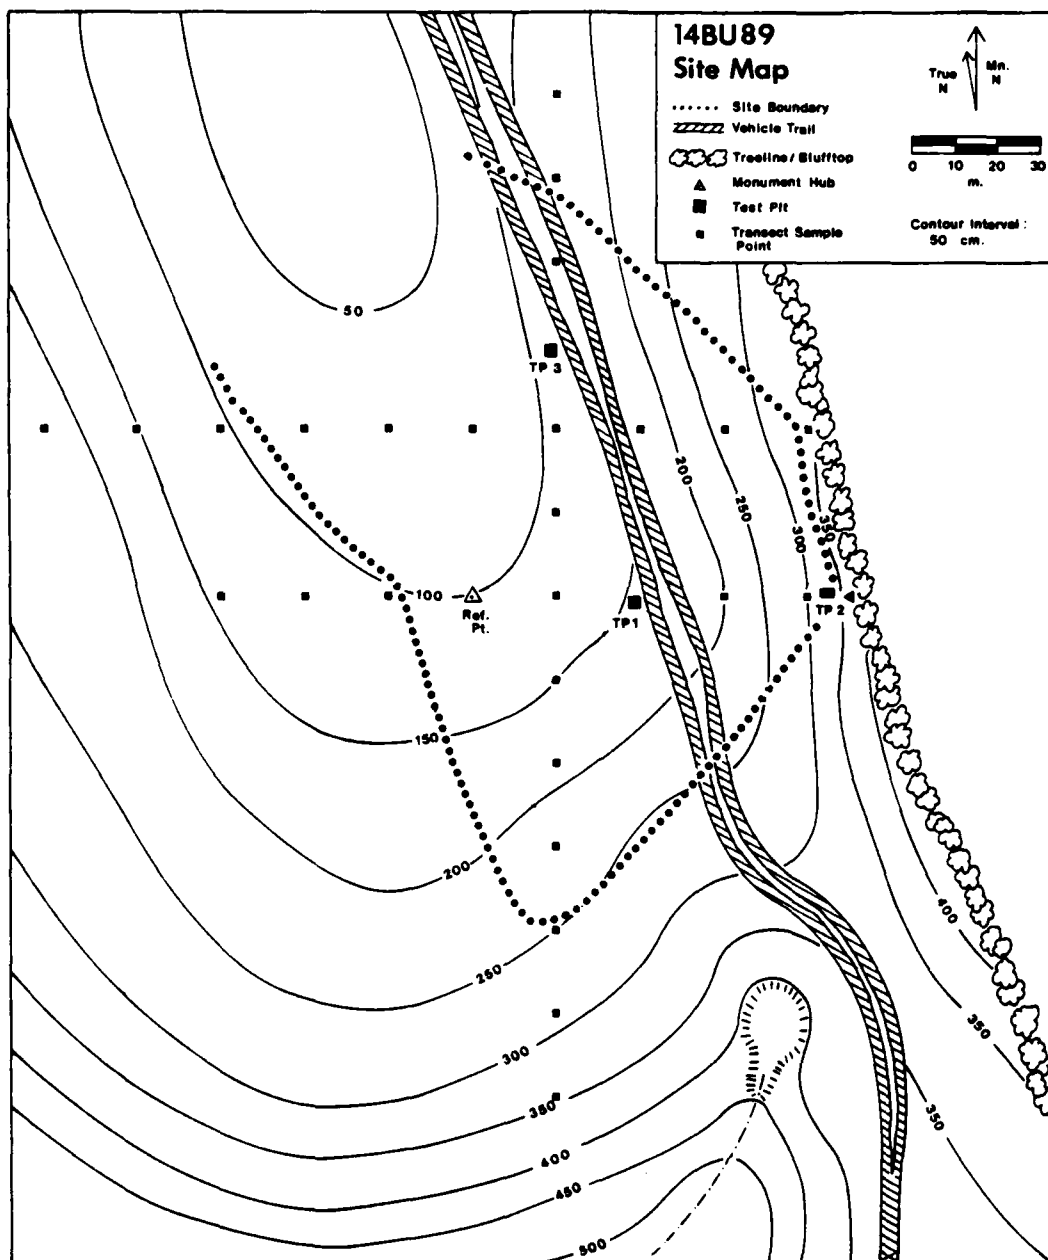 14BU89
Site Map
True
N
Mn.
N
Site Boundary
Vehicle Trail
Treeline/Blufftop
Monument Hub
Test Pit
Transect Sample
Point
0 10 20 30
m.
Contour Interval:
50 cm.
50
TP 3
200
250
300
350
100
Ref.
Pt.
TP1
TP 2
150
200
250
300
350
400
450
500
400
350
350